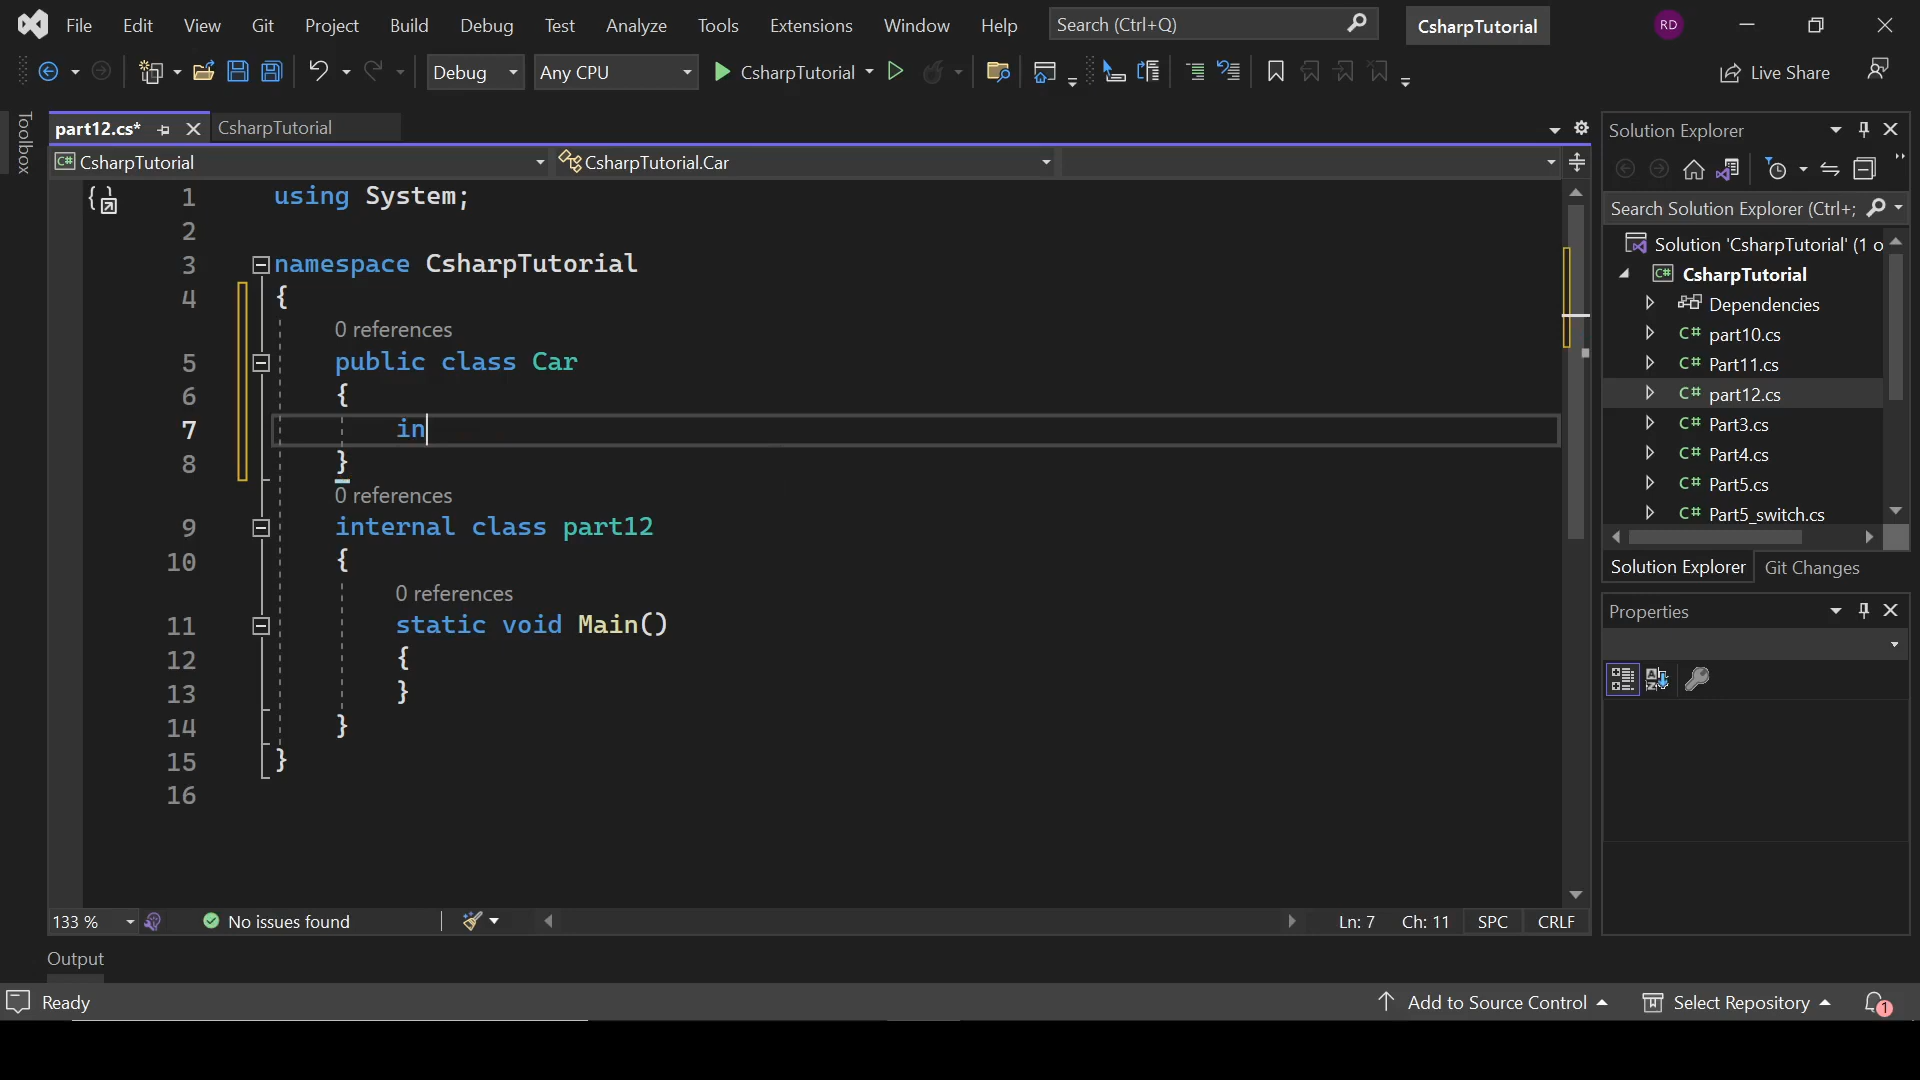 File Edit View Git Project Build Debug Test Analyze Tools Extensions Window Help Search (Ctrl+Q) CsharpTutorial RD
Debug Any CPU CsharpTutorial Live Share
Toolbox
part12.cs* CsharpTutorial
C# CsharpTutorial CsharpTutorial.Car
1 using System;
2
3 namespace CsharpTutorial
4 {
0 references
5 public class Car
6 {
7 in
8 }
0 references
9 internal class part12
10 {
0 references
11 static void Main()
12 {
13 }
14 }
15 }
16
133 % No issues found Ln: 7 Ch: 11 SPC CRLF
Solution Explorer
Search Solution Explorer (Ctrl+;
Solution 'CsharpTutorial' (1 o
C# CsharpTutorial
Dependencies
C# part10.cs
C# Part11.cs
C# part12.cs
C# Part3.cs
C# Part4.cs
C# Part5.cs
C# Part5_switch.cs
Solution Explorer Git Changes
Properties
Output
Ready Add to Source Control Select Repository 1